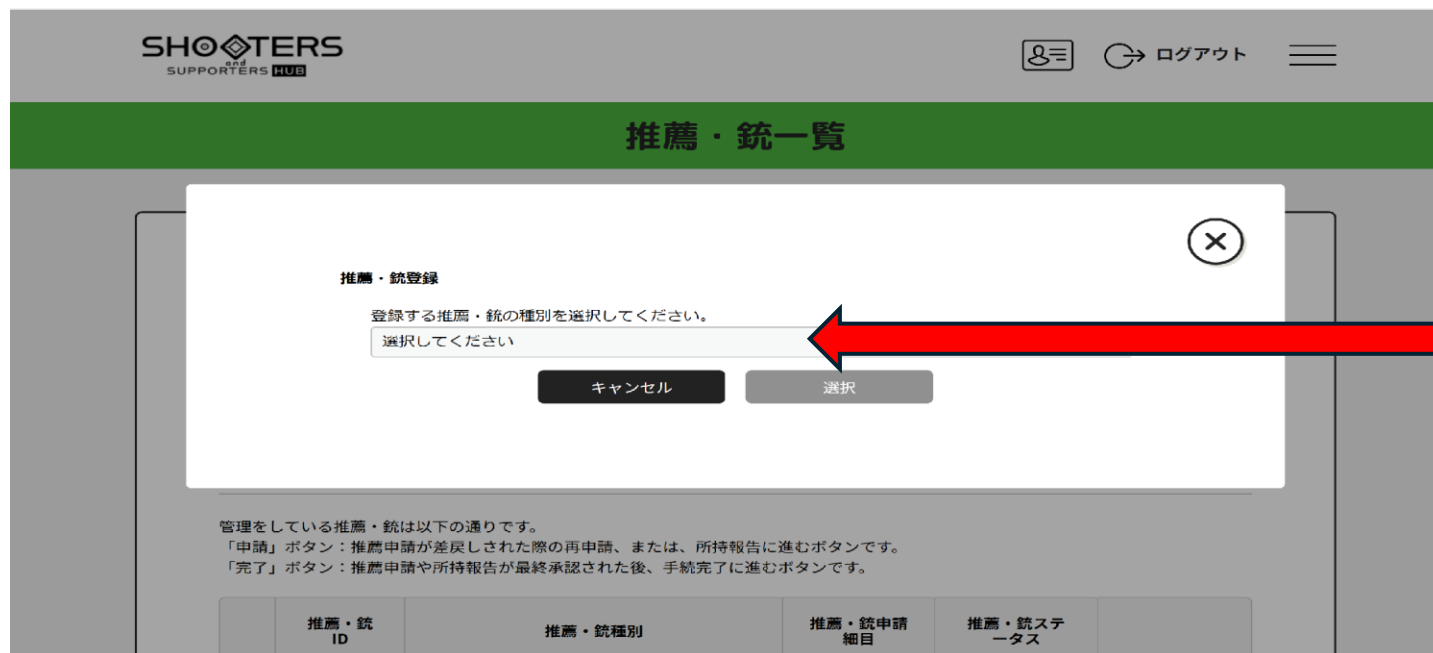 SHOOTERS
and
SUPPORTERS HUB
ログアウト
推薦・銃一覧
推薦・銃登録
登録する推薦・銃の種別を選択してください。
選択してください
キャンセル
選択
管理をしている推薦・銃は以下の通りです。
「申請」ボタン：推薦申請が差戻しされた際の再申請、または、所持報告に進むボタンです。
「完了」ボタン：推薦申請や所持報告が最終承認された後、手続完了に進むボタンです。
推薦・銃
ID
推薦・銃種別
推薦・銃申請
細目
推薦・銃ステ
ータス